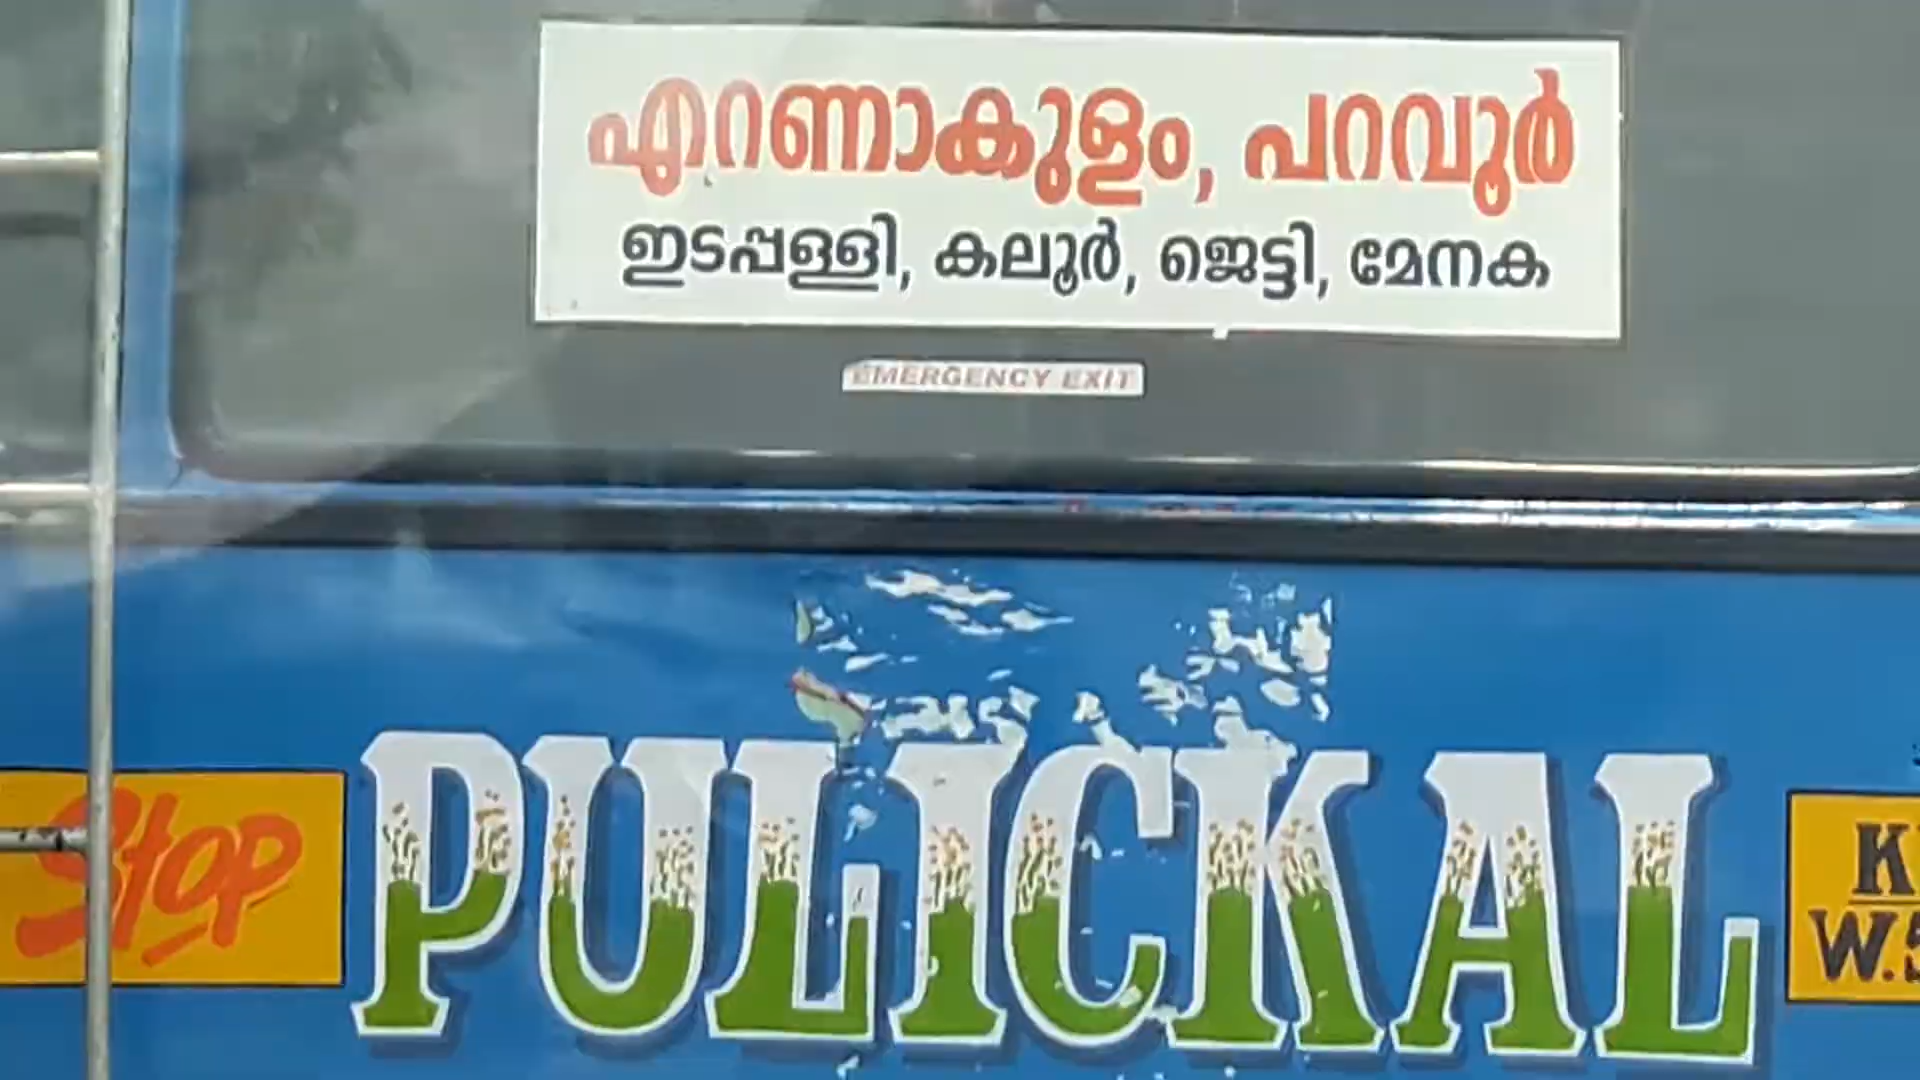 എറണാകുളം, പറവൂർ
ഇടപ്പള്ളി, കലൂർ, ജെട്ടി, മേനക
EMERGENCY EXIT
Stop
PULICKAL